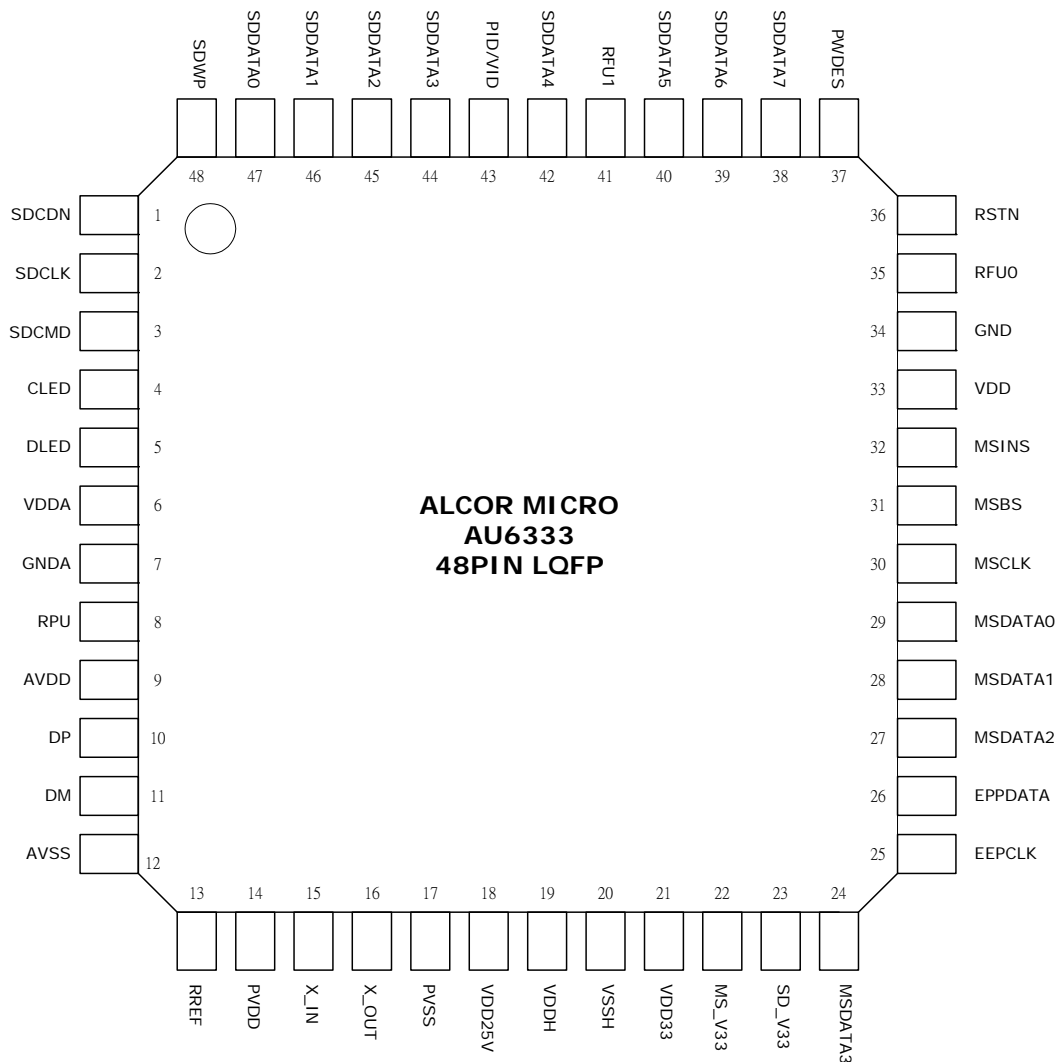 SDWP
SDDATA0
SDDATA1
SDDATA2
SDDATA3
PID/VID
SDDATA4
RFU1
SDDATA5
SDDATA6
SDDATA7
PWDES
48 47 46 45 44 43 42 41 40 39 38 37
SDCDN 1 36 RSTN
SDCLK 2 35 RFU0
SDCMD 3 34 GND
CLED 4 33 VDD
DLED 5 32 MSINS
VDDA 6 31 MSBS
GNDA 7 30 MSCLK
RPU 8 29 MSDATA0
AVDD 9 28 MSDATA1
DP 10 27 MSDATA2
DM 11 26 EPPDATA
AVSS 12 25 EEPCLK
ALCOR MICRO
AU6333
48PIN LQFP
13 14 15 16 17 18 19 20 21 22 23 24
RREF
PVDD
X_IN
X_OUT
PVSS
VDD25V
VDDH
VSSH
VDD33
MS_V33
SD_V33
MSDATA3